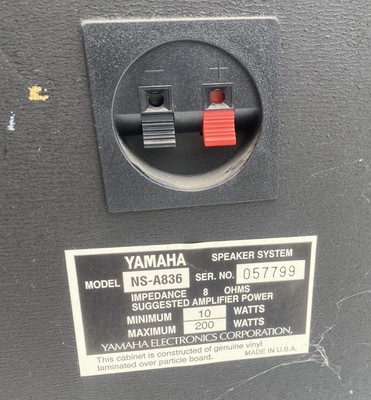 − +
YAMAHA SPEAKER SYSTEM
MODEL NS-A836 SER. NO. 057799
IMPEDANCE 8 OHMS
SUGGESTED AMPLIFIER POWER
MINIMUM 10 WATTS
MAXIMUM 200 WATTS
YAMAHA ELECTRONICS CORPORATION,
This cabinet is constructed of genuine vinyl
laminated over particle board. MADE IN U.S.A.